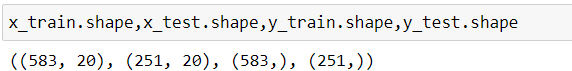 x_train.shape,x_test.shape,y_train.shape,y_test.shape
((583, 20), (251, 20), (583,), (251,))